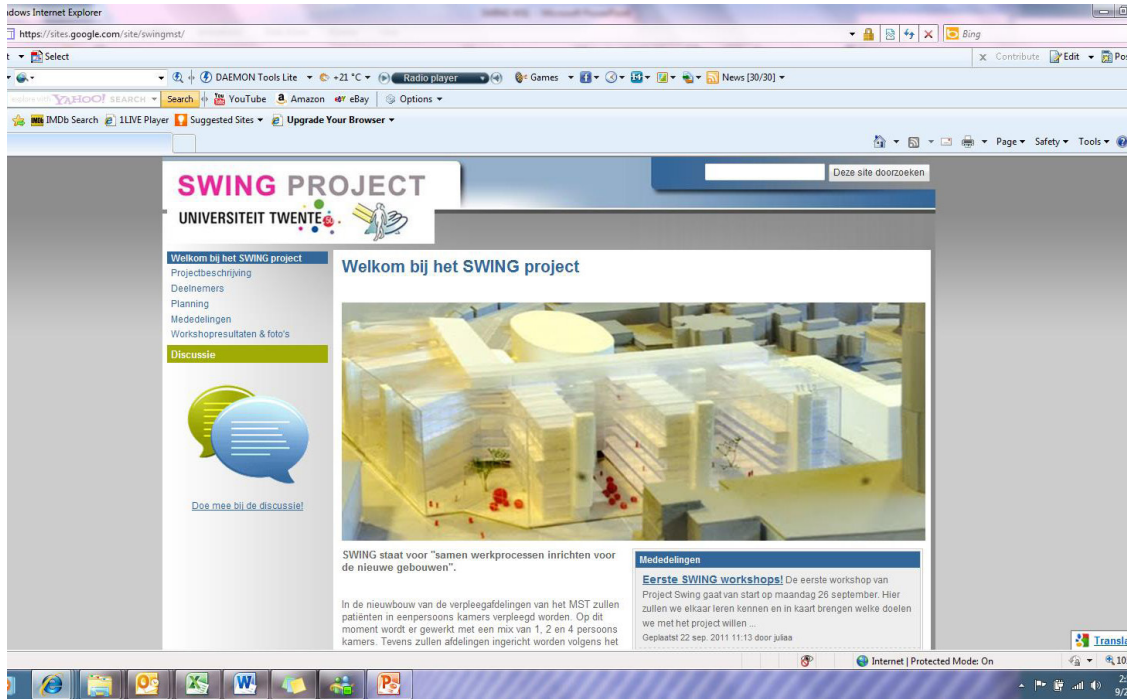 dows Internet Explorer
https://sites.google.com/site/swingmst/
Bing
Select
Contribute Edit
DAEMON Tools Lite +21 °C Radio player Games News [30/30]
YAHOO! SEARCH Search YouTube Amazon eBay Options
IMDb Search 1LIVE Player Suggested Sites Upgrade Your Browser
Page Safety Tools
SWING PROJECT
UNIVERSITEIT TWENTE.
Deze site doorzoeken
Welkom bij het SWING project
Projectbeschrijving
Deelnemers
Planning
Mededelingen
Workshopresultaten & foto's
Discussie
Doe mee bij de discussie!
Welkom bij het SWING project
SWING staat voor "samen werkprocessen inrichten voor
de nieuwe gebouwen".
In de nieuwbouw van de verpleegafdelingen van het MST zullen
patiënten in eenpersoons kamers verpleegd worden. Op dit
moment wordt er gewerkt met een mix van 1, 2 en 4 persoons
kamers. Tevens zullen afdelingen ingericht worden volgens het
Mededelingen
Eerste SWING workshops! De eerste workshop van
Project Swing gaat van start op maandag 26 september. Hier
zullen we elkaar leren kennen en in kaart brengen welke doelen
we met het project willen ...
Geplaatst 22 sep. 2011 11:13 door juliaa
Transla
Internet | Protected Mode: On